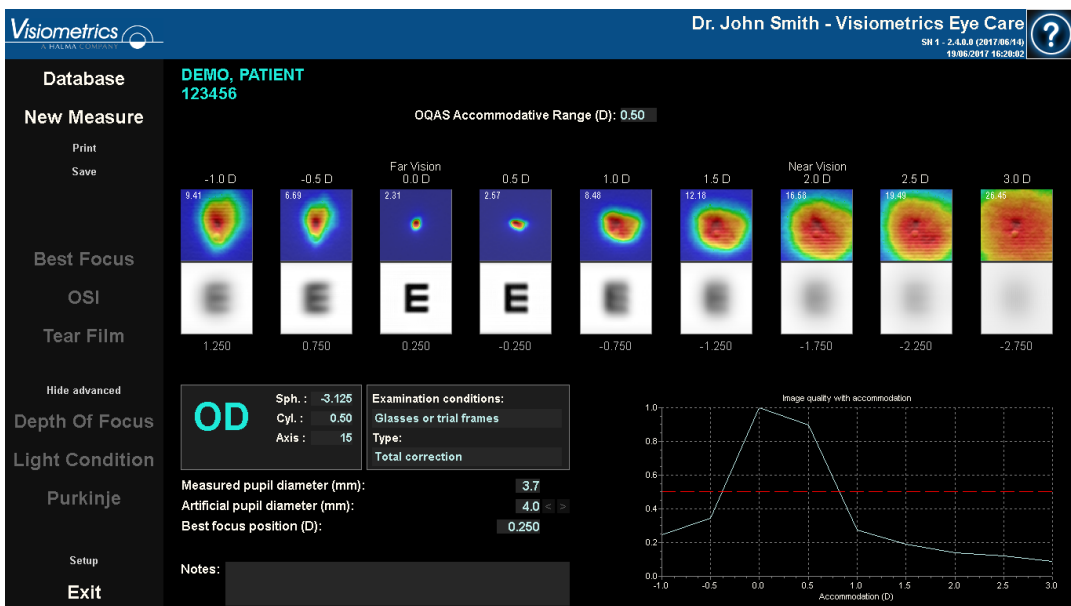 Visiometrics
A HALMA COMPANY
Dr. John Smith - Visiometrics Eye Care
SN 1 - 2.4.0.0 (2017/06/14)
19/06/2017 16:20:02
?
Database
New Measure
Print
Save
Best Focus
OSI
Tear Film
Hide advanced
Depth Of Focus
Light Condition
Purkinje
Setup
Exit
DEMO, PATIENT
123456
OQAS Accommodative Range (D): 0.50
Far Vision Near Vision
-1.0 D -0.5 D 0.0 D 0.5 D 1.0 D 1.5 D 2.0 D 2.5 D 3.0 D
9.41 6.69 2.31 2.57 8.48 12.18 16.58 19.49 26.45
E E E E E E
1.250 0.750 0.250 -0.250 -0.750 -1.250 -1.750 -2.250 -2.750
OD
Sph. : -3.125
Cyl. : 0.50
Axis : 15
Examination conditions:
Glasses or trial frames
Type:
Total correction
Measured pupil diameter (mm): 3.7
Artificial pupil diameter (mm): 4.0 < >
Best focus position (D): 0.250
Notes:
Image quality with accommodation
1.0
0.8
0.6
0.4
0.2
0.0
-1.0 -0.5 0.0 0.5 1.0 1.5 2.0 2.5 3.0
Accommodation (D)